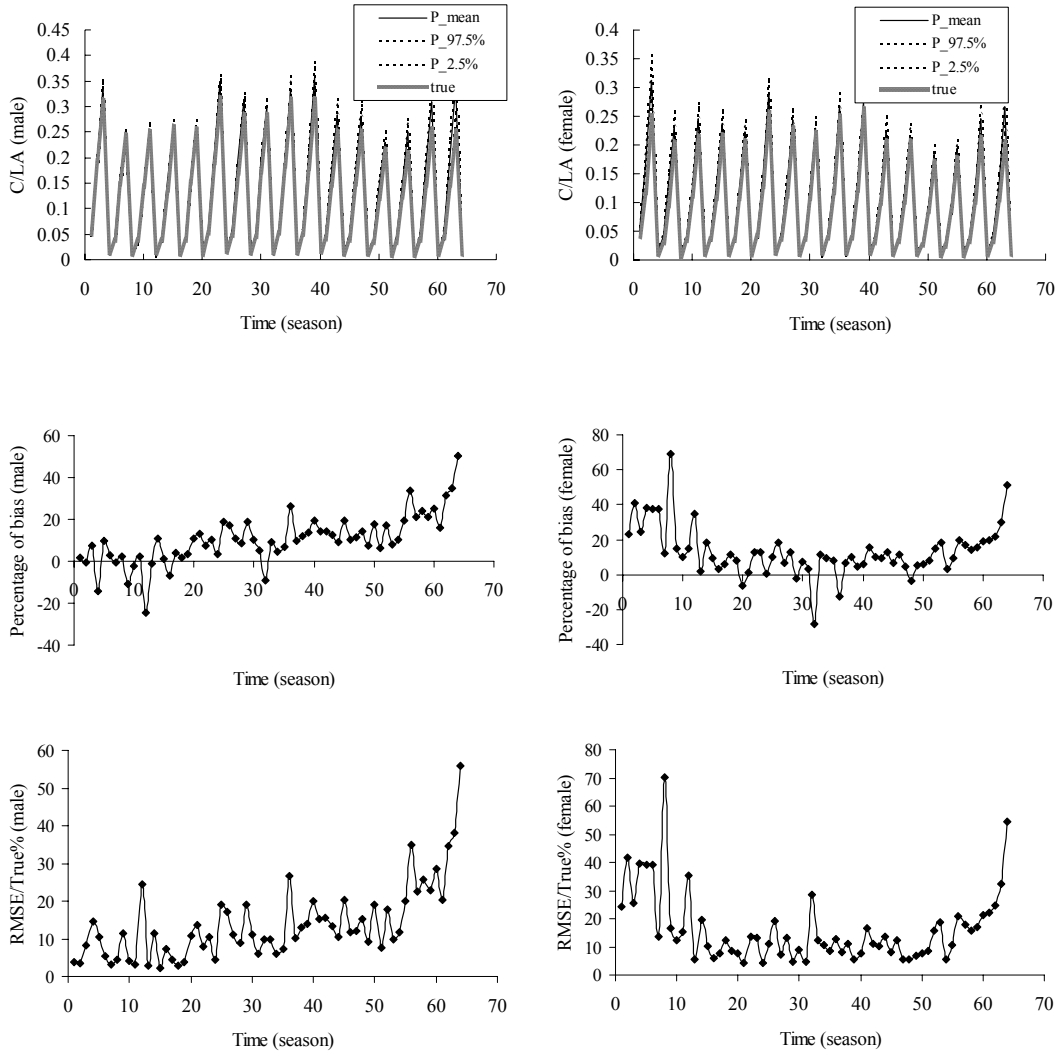 P_mean
P_97.5%
P_2.5%
true
C/LA (male)
0.45
0.4
0.35
0.3
0.25
0.2
0.15
0.1
0.05
0
0 10 20 30 40 50 60 70
Time (season)
P_mean
P_97.5%
P_2.5%
true
C/LA (female)
0.4
0.35
0.3
0.25
0.2
0.15
0.1
0.05
0
0 10 20 30 40 50 60 70
Time (season)
Percentage of bias (male)
60
40
20
0
-20
-40
0 10 20 30 40 50 60 70
Time (season)
Percentage of bias (female)
80
60
40
20
0
-20
-40
0 10 20 30 40 50 60 70
Time (season)
RMSE/True% (male)
60
50
40
30
20
10
0
0 10 20 30 40 50 60 70
Time (season)
RMSE/True% (female)
80
70
60
50
40
30
20
10
0
0 10 20 30 40 50 60 70
Time (season)